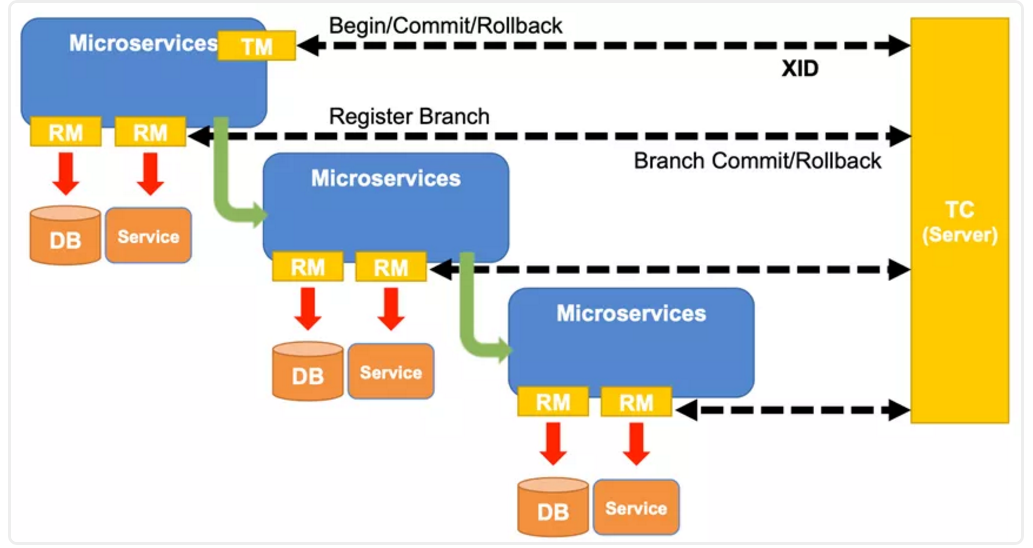 Begin/Commit/Rollback
Microservices
TM
XID
RM
RM
Register Branch
Branch Commit/Rollback
Microservices
TC
(Server)
DB
Service
RM
RM
Microservices
DB
Service
RM
RM
DB
Service